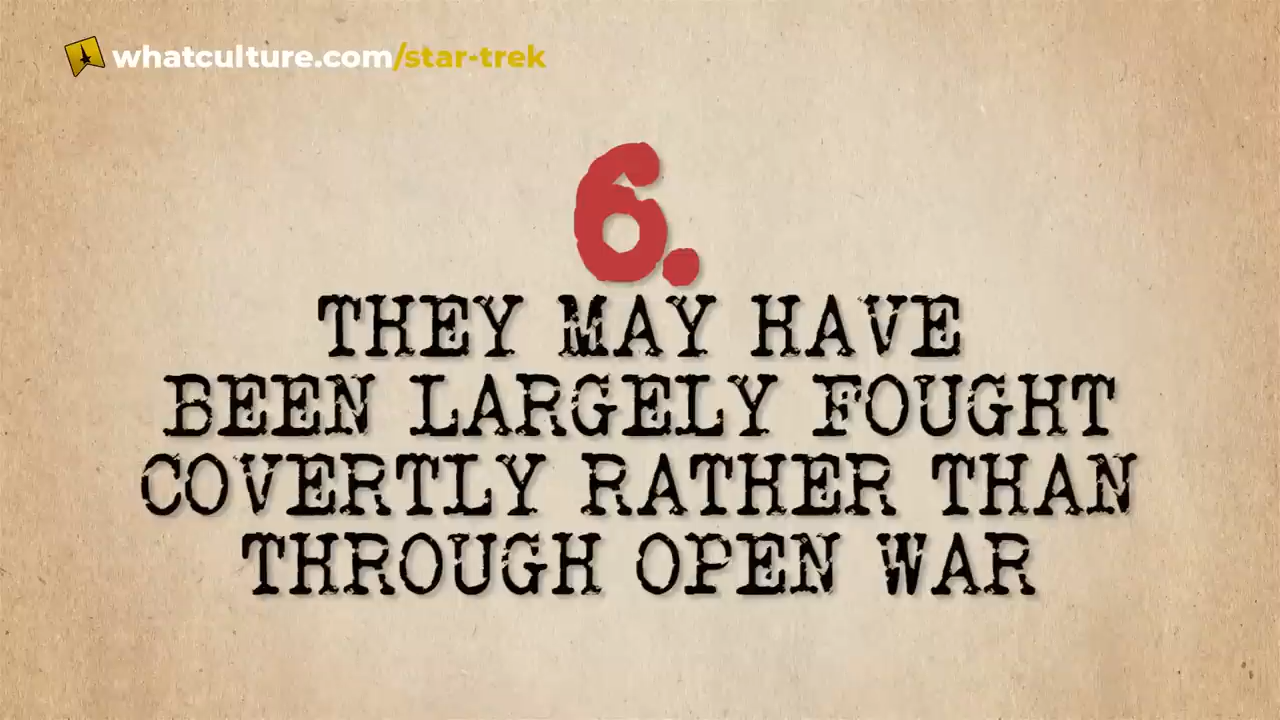 whatculture.com/star-trek
6.
THEY MAY HAVE
BEEN LARGELY FOUGHT
COVERTLY RATHER THAN
THROUGH OPEN WAR